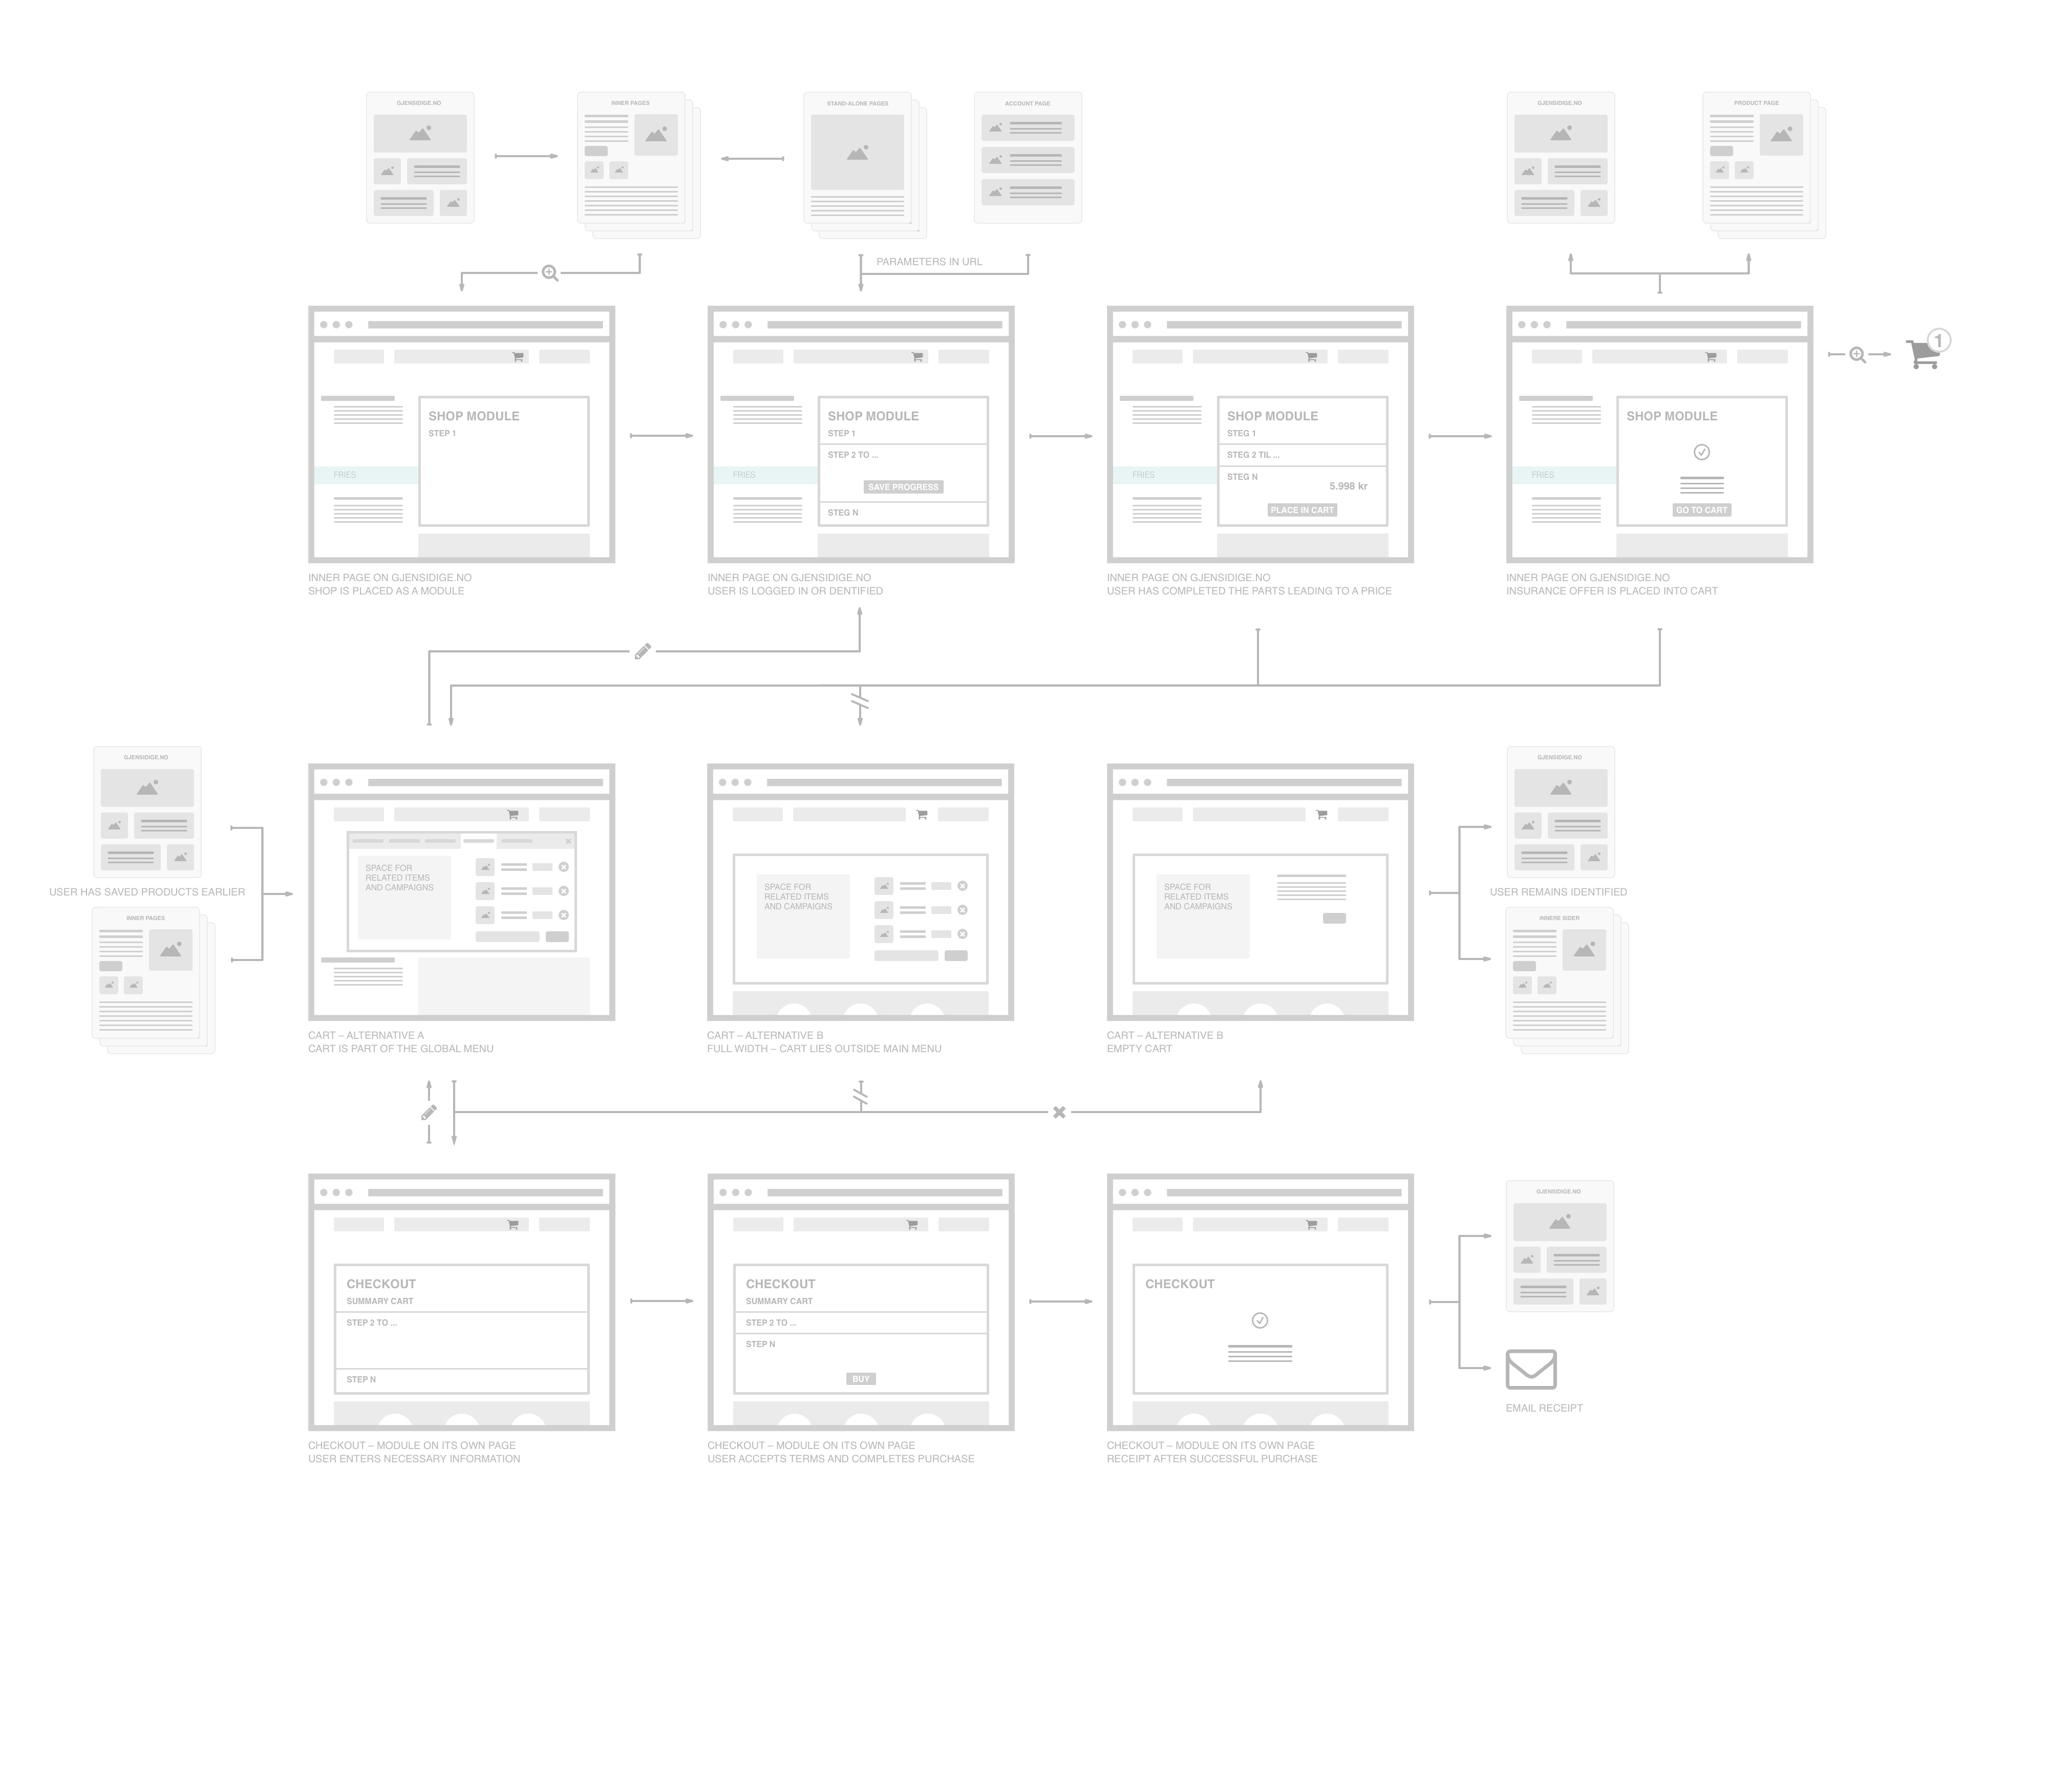 GJENSIDIGE.NO
INNER PAGES
STAND-ALONE PAGES
ACCOUNT PAGE
GJENSIDIGE.NO
PRODUCT PAGE
PARAMETERS IN URL
SHOP MODULE
STEP 1
FRIES
INNER PAGE ON GJENSIDIGE.NO
SHOP IS PLACED AS A MODULE
SHOP MODULE
STEP 1
STEP 2 TO ...
FRIES
SAVE PROGRESS
STEG N
INNER PAGE ON GJENSIDIGE.NO
USER IS LOGGED IN OR DENTIFIED
SHOP MODULE
STEG 1
STEG 2 TIL ...
FRIES
STEG N
5.998 kr
PLACE IN CART
INNER PAGE ON GJENSIDIGE.NO
USER HAS COMPLETED THE PARTS LEADING TO A PRICE
SHOP MODULE
FRIES
GO TO CART
INNER PAGE ON GJENSIDIGE.NO
INSURANCE OFFER IS PLACED INTO CART
1
GJENSIDIGE.NO
USER HAS SAVED PRODUCTS EARLIER
INNER PAGES
SPACE FOR
RELATED ITEMS
AND CAMPAIGNS
CART – ALTERNATIVE A
CART IS PART OF THE GLOBAL MENU
SPACE FOR
RELATED ITEMS
AND CAMPAIGNS
CART – ALTERNATIVE B
FULL WIDTH – CART LIES OUTSIDE MAIN MENU
SPACE FOR
RELATED ITEMS
AND CAMPAIGNS
CART – ALTERNATIVE B
EMPTY CART
GJENSIDIGE.NO
USER REMAINS IDENTIFIED
INNERE SIDER
CHECKOUT
SUMMARY CART
STEP 2 TO ...
STEP N
CHECKOUT – MODULE ON ITS OWN PAGE
USER ENTERS NECESSARY INFORMATION
CHECKOUT
SUMMARY CART
STEP 2 TO ...
STEP N
BUY
CHECKOUT – MODULE ON ITS OWN PAGE
USER ACCEPTS TERMS AND COMPLETES PURCHASE
CHECKOUT
CHECKOUT – MODULE ON ITS OWN PAGE
RECEIPT AFTER SUCCESSFUL PURCHASE
GJENSIDIGE.NO
EMAIL RECEIPT